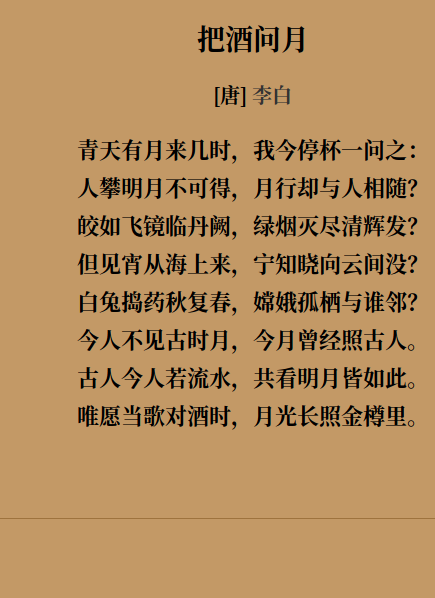 把酒问月
[唐] 李白
青天有月来几时，我今停杯一问之：
人攀明月不可得，月行却与人相随？
皎如飞镜临丹阙，绿烟灭尽清辉发？
但见宵从海上来，宁知晓向云间没？
白兔捣药秋复春，嫦娥孤栖与谁邻？
今人不见古时月，今月曾经照古人。
古人今人若流水，共看明月皆如此。
唯愿当歌对酒时，月光长照金樽里。